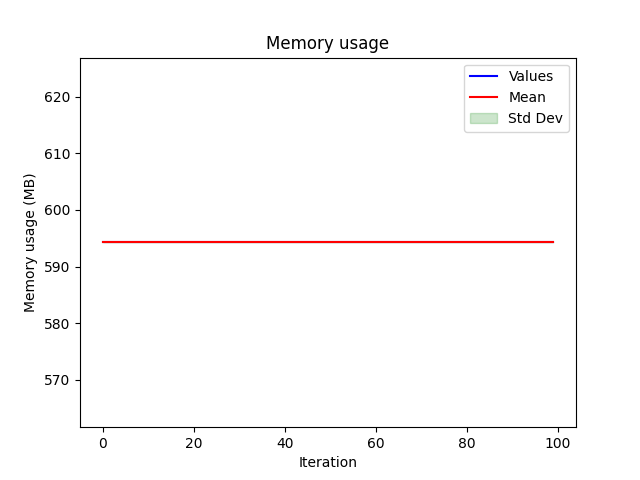 Memory usage
Values
Mean
Std Dev
Memory usage (MB)
620
610
600
590
580
570
0 20 40 60 80 100
Iteration